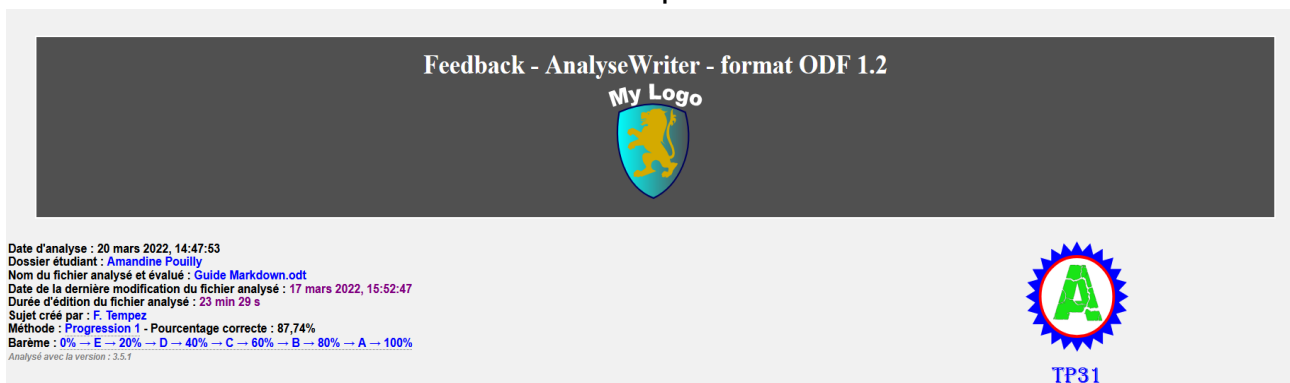 Feedback - AnalyseWriter - format ODF 1.2
My Logo
Date d'analyse : 20 mars 2022, 14:47:53
Dossier étudiant : Amandine Pouilly
Nom du fichier analysé et évalué : Guide Markdown.odt
Date de la dernière modification du fichier analysé : 17 mars 2022, 15:52:47
Durée d'édition du fichier analysé : 23 min 29 s
Sujet créé par : F. Tempez
Méthode : Progression 1 - Pourcentage correcte : 87,74%
Barème : 0% → E → 20% → D → 40% → C → 60% → B → 80% → A → 100%
Analysé avec la version : 3.5.1
A
TP31